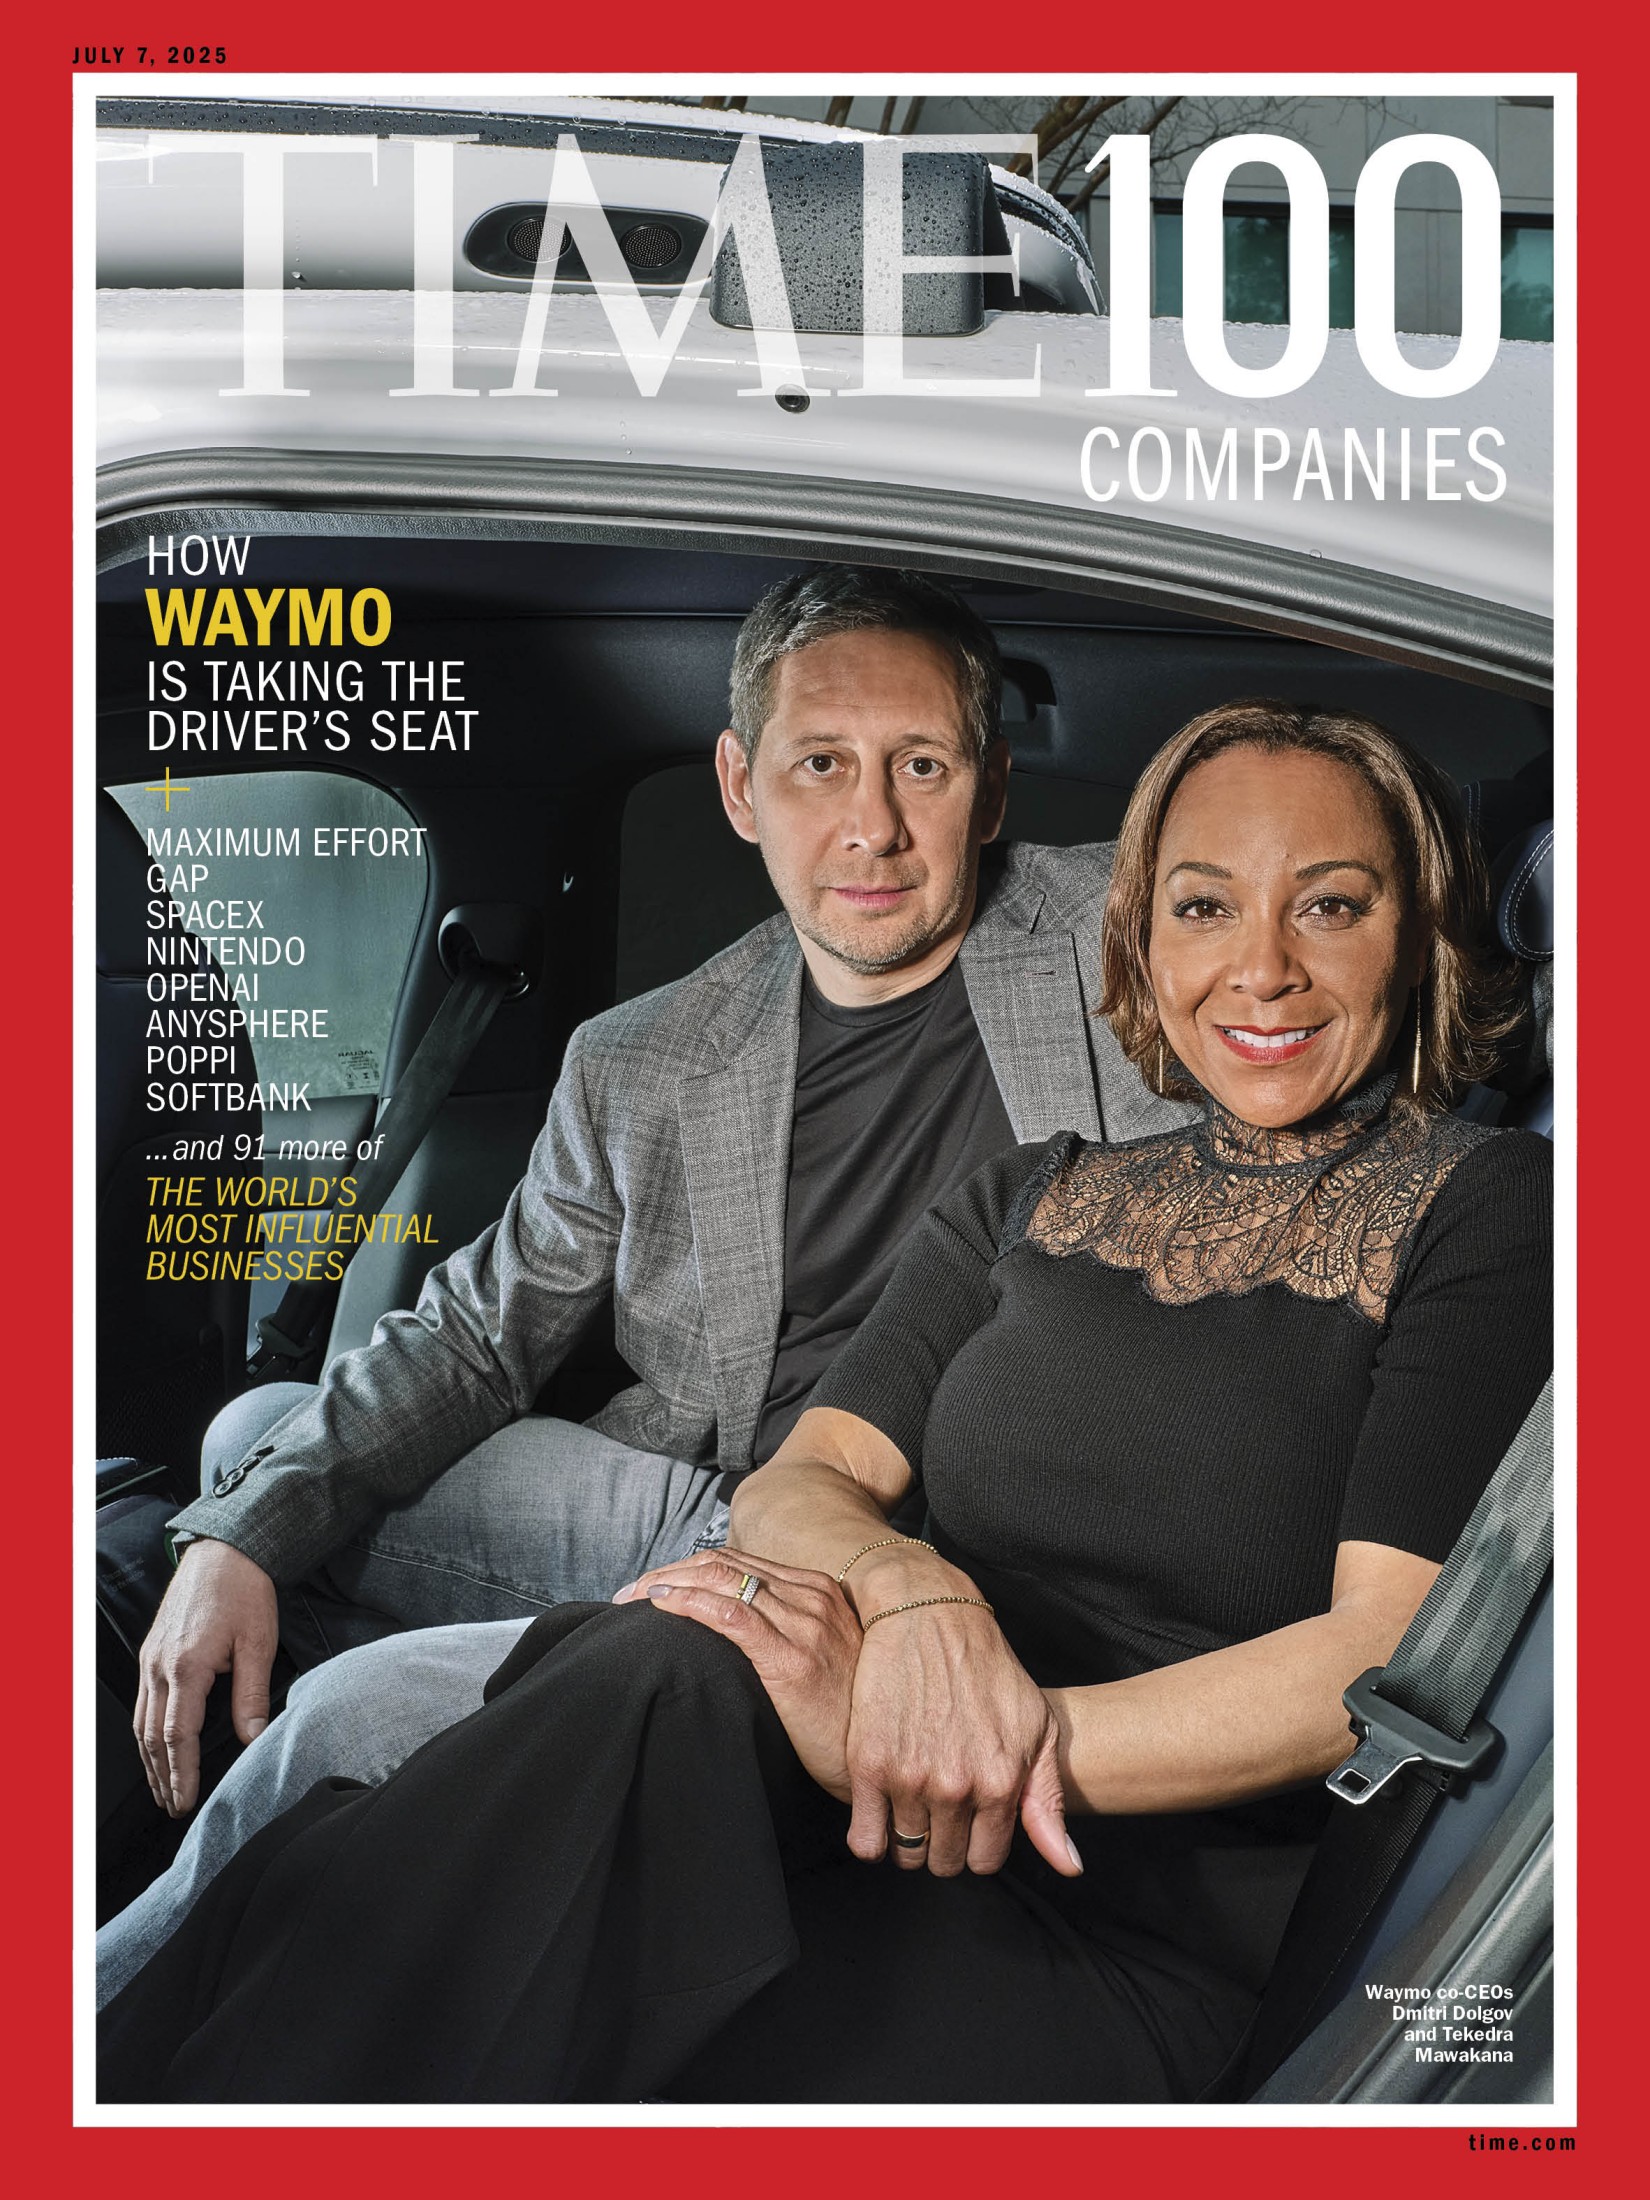 JULY 7, 2025
TIME100
COMPANIES
HOW
WAYMO
IS TAKING THE
DRIVER'S SEAT
+
MAXIMUM EFFORT
GAP
SPACEX
NINTENDO
OPENAI
ANYSPHERE
POPPI
SOFTBANK
...and 91 more of
THE WORLD'S
MOST INFLUENTIAL
BUSINESSES
Waymo co-CEOs
Dmitri Dolgov
and Tekedra
Mawakana
time.com